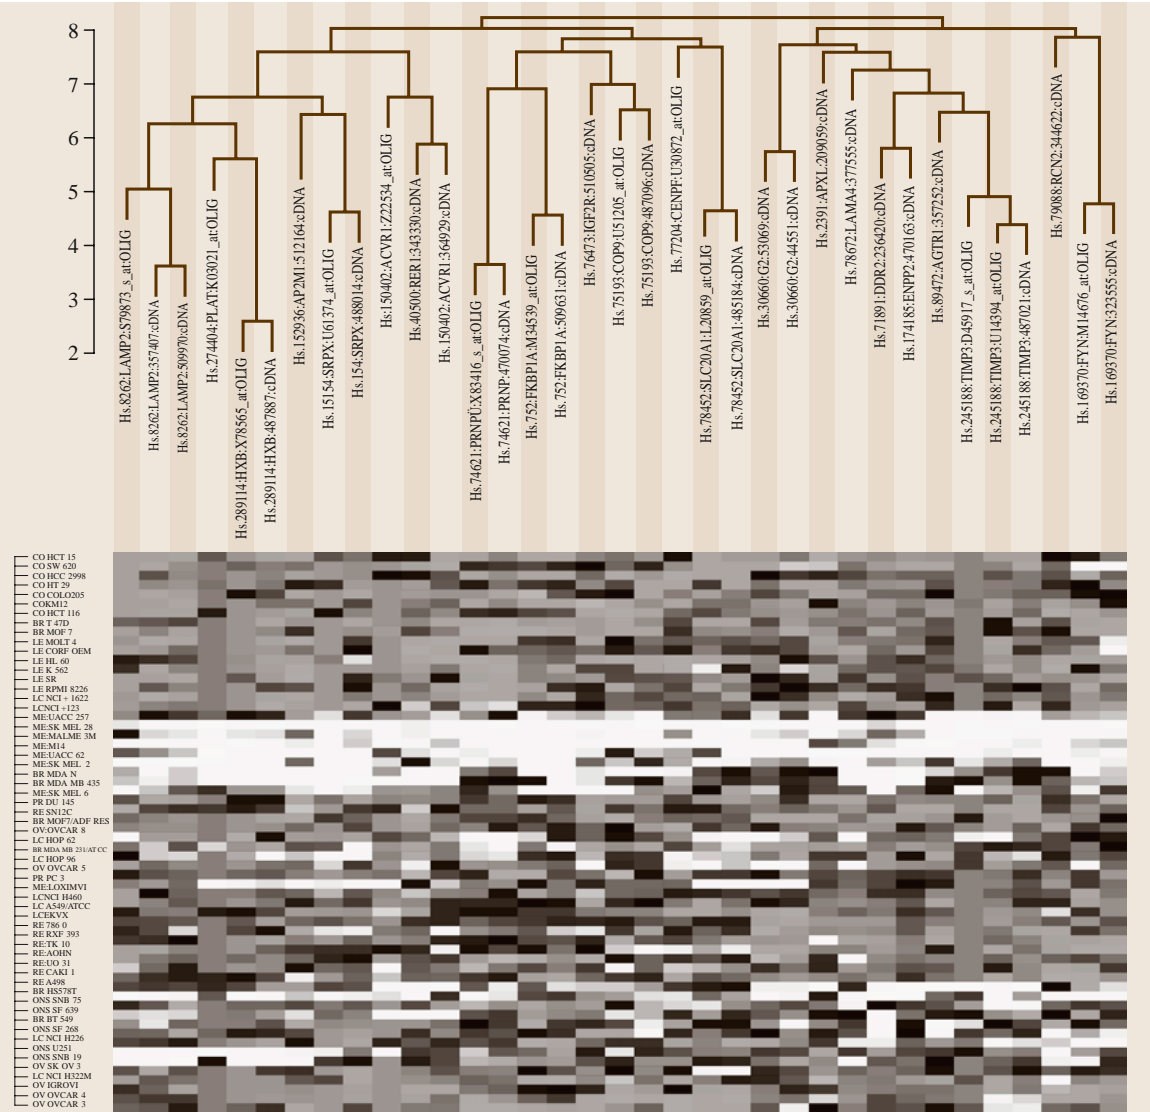 8
7
6
5
4
3
2
Hs.8262:LAMP2:S79873_s_at:OLIG
Hs.8262:LAMP2:357407:cDNA
Hs.8262:LAMP2:509970:cDNA
Hs.274404:PLAT:K03021_at:OLIG
Hs.289114:HXB:X78565_at:OLIG
Hs.289114:HXB:487887:cDNA
Hs.152936:AP2M1:512164:cDNA
Hs.15154:SRPX:U61374_at:OLIG
Hs.154:SRPX:488014:cDNA
Hs:150402:ACVR1:Z22534_at:OLIG
Hs.40500:RER1:343330:cDNA
Hs.150402:ACVR1:364929:cDNA
Hs.74621:PRNPÜ:X83416_s_at:OLIG
Hs.74621:PRNP:470074:cDNA
Hs.752:FKBP1A:M34539_at:OLIG
Hs.752:FKBP1A:509631:cDNA
Hs.76473:IGF2R:510505:cDNA
Hs.75193:COP9:U51205_at:OLIG
Hs.75193:COP9:487096:cDNA
Hs.77204:CENPF:U30872_at:OLIG
Hs.78452:SLC20A1:L20859_at:OLIG
Hs.78452:SLC20A1:485184:cDNA
Hs.30660:G2:53069:cDNA
Hs.30660:G2:44551:cDNA
Hs.2391:APXL:209059:cDNA
Hs.78672:LAMA4:377555:cDNA
Hs.71891:DDR2:236420:cDNA
Hs.174185:ENPP2:470163:cDNA
Hs.89472:AGTR1:357252:cDNA
Hs.245188:TIMP3:D45917_s_at:OLIG
Hs.245188:TIMP3:U14394_at:OLIG
Hs.245188:TIMP3:487021:cDNA
Hs.79088:RCN2:344622:cDNA
Hs.169370:FYN:M14676_at:OLIG
Hs.169370:FYN:323555:cDNA
CO HCT 15
CO SW 620
CO HCC 2998
CO HT 29
CO COLO205
COKM12
CO HCT 116
BR T 47D
BR MOF 7
LE MOLT 4
LE CORF OEM
LE HL 60
LE K 562
LE SR
LE RPMI 8226
LC NCI + 1622
LCNCI +123
ME:UACC 257
ME:SK MEL 28
ME:MALME 3M
ME:M14
ME:UACC 62
ME:SK MEL 2
BR MDA N
BR MDA MB 435
ME:SK MEL 6
PR DU 145
RE SN12C
BR MOF7/ADF RES
OV:OVCAR 8
LC HOP 62
BR MDA MB 231/AT CC
LC HOP 96
OV OVCAR 5
PR PC 3
ME:LOXIMVI
LCNCI H460
LC A549/ATCC
LCEKVX
RE 786 0
RE RXF 393
RE:TK 10
RE:AOHN
RE:UO 31
RE CAKI 1
RE A498
BR HS578T
ONS SNB 75
ONS SF 639
BR BT 549
ONS SF 268
LC NCI H226
ONS U251
ONS SNB 19
OV SK OV 3
LC NCI H322M
OV IGROVI
OV OVCAR 4
OV OVCAR 3